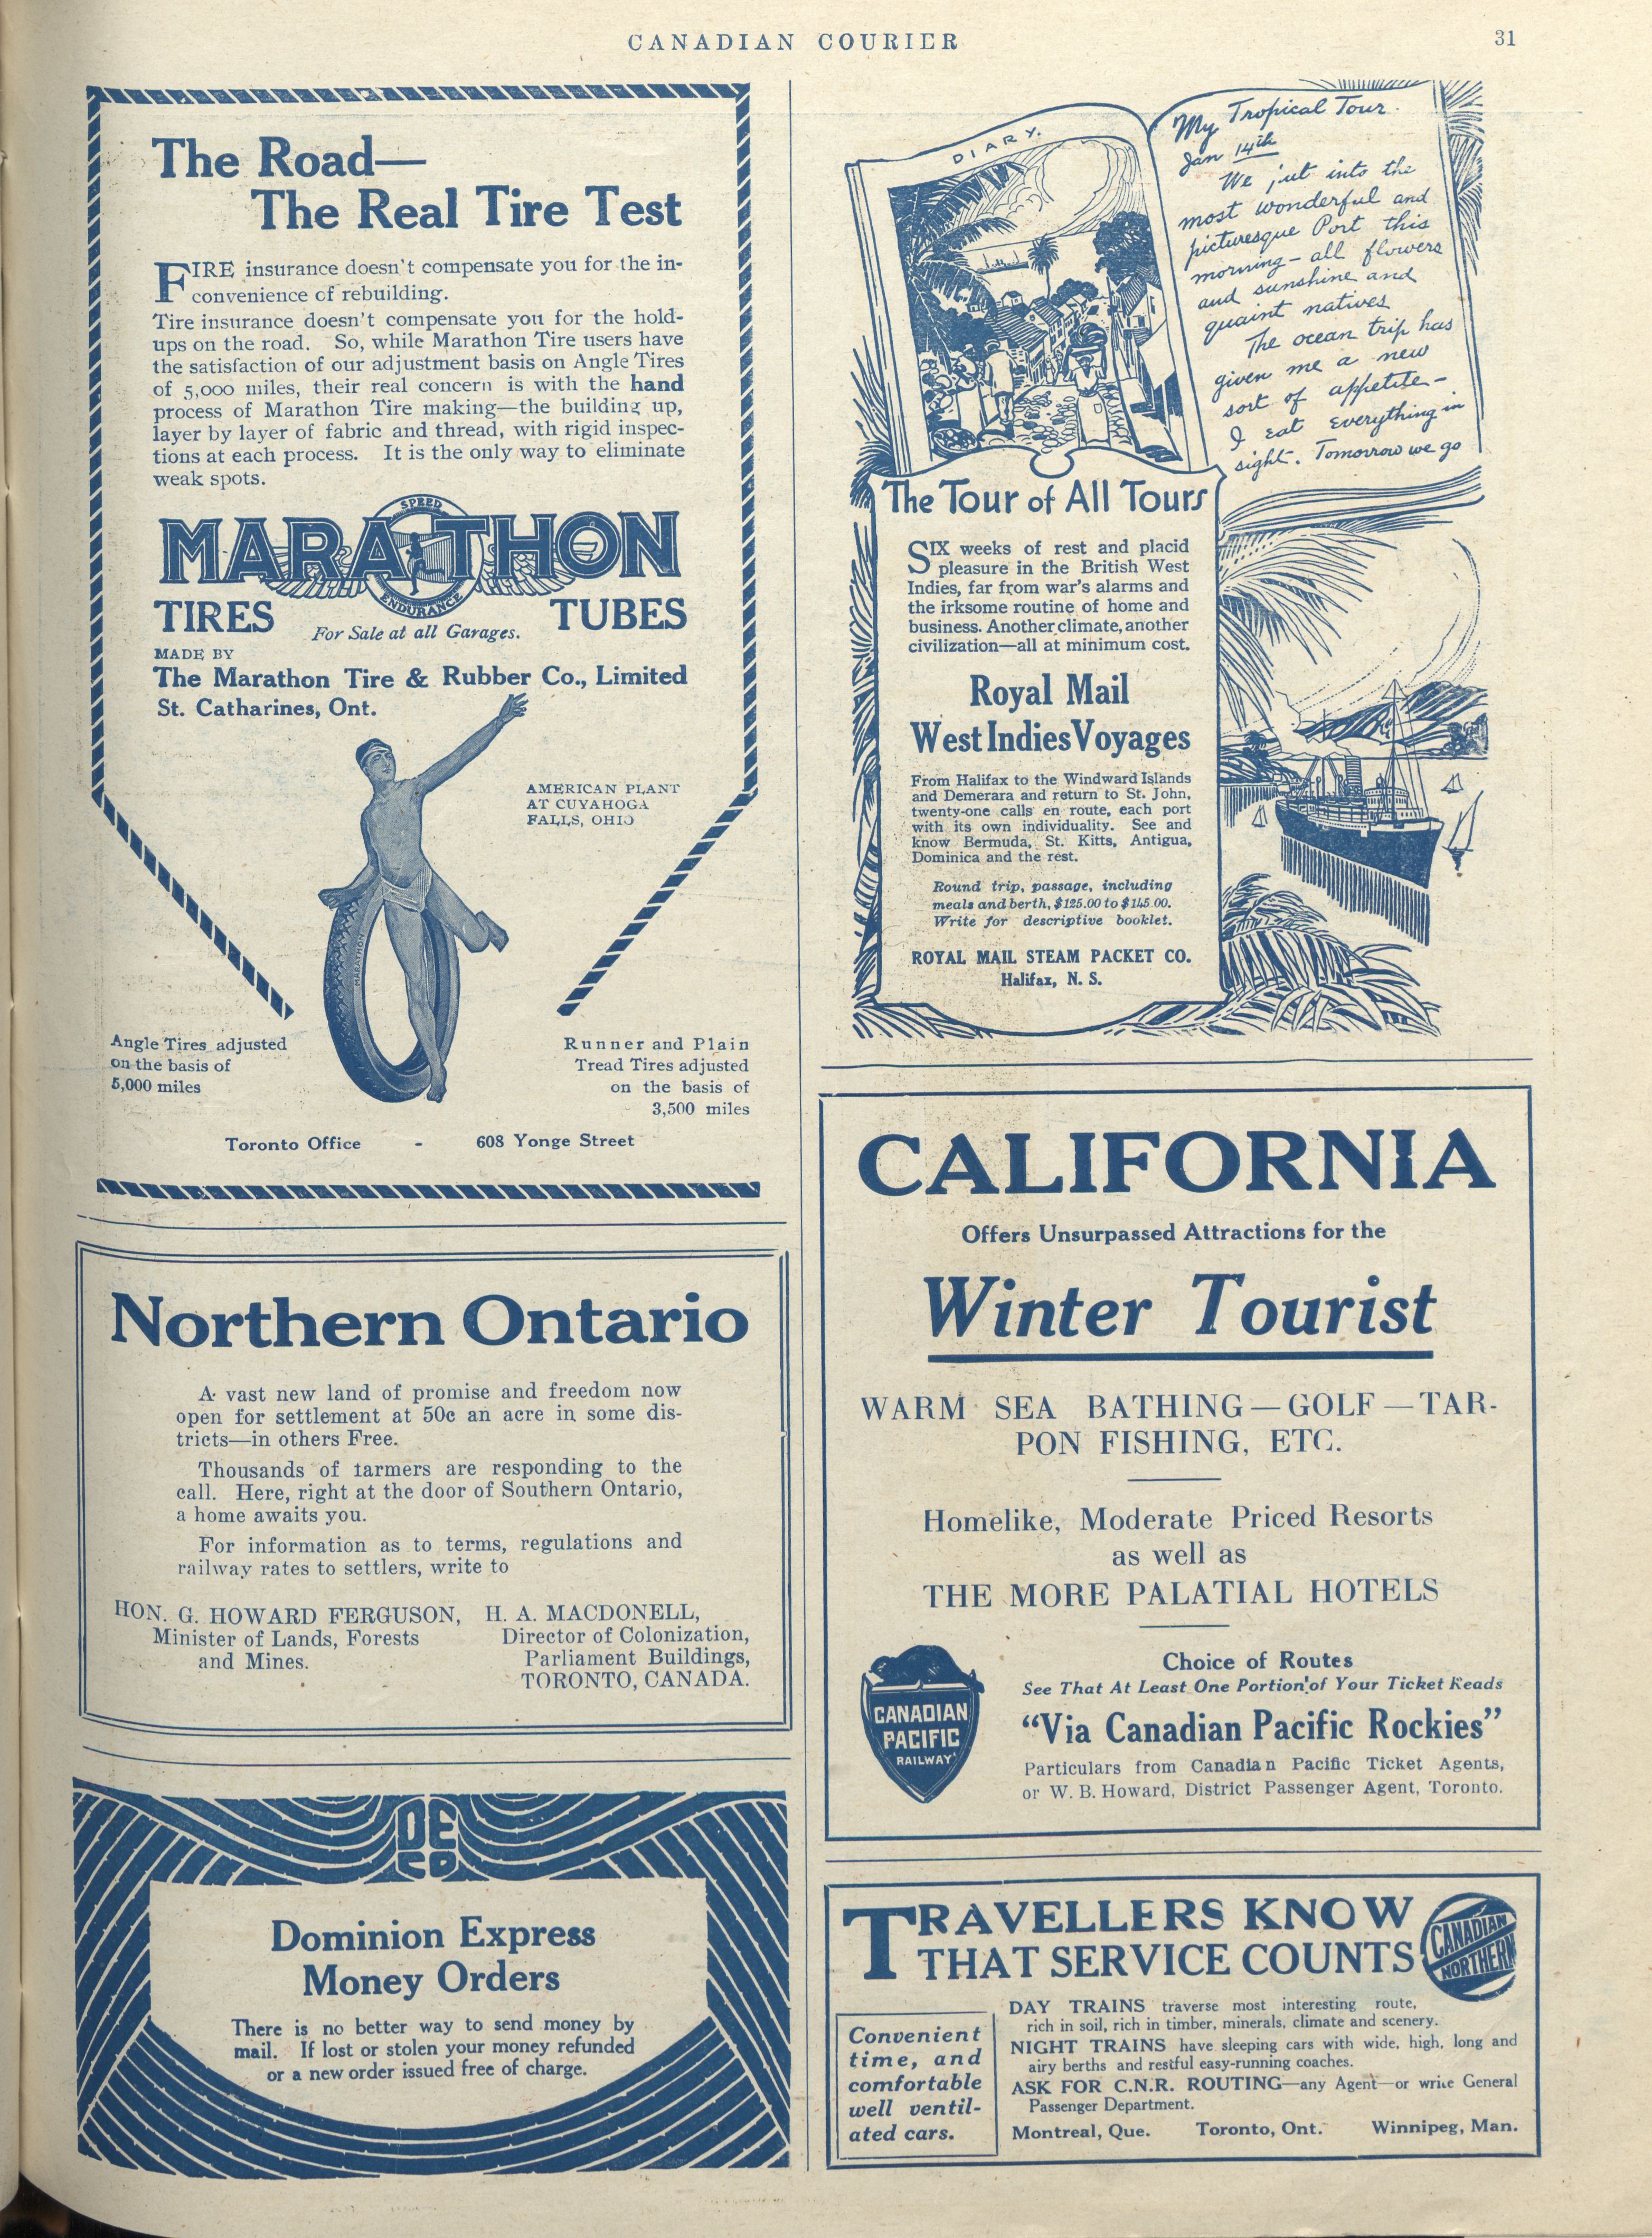 CANADIAN COURIER
31
The Road—
The Real Tire Test
FIRE insurance doesn't compensate you for the in-
convenience of rebuilding.
Tire insurance doesn't compensate you for the hold-
ups on the road. So, while Marathon Tire users have
the satisfaction of our adjustment basis on Angle Tires
of 5,000 miles, their real concern is with the hand
process of Marathon Tire making—the building up,
layer by layer of fabric and thread, with rigid inspec-
tions at each process. It is the only way to eliminate
weak spots.
SPEED
MARATHON
ENDURANCE
TIRES
TUBES
For Sale at all Garages.
MADE BY
The Marathon Tire & Rubber Co., Limited
St. Catharines, Ont.
AMERICAN PLANT
AT CUYAHOGA
FALLS, OHIO
MARATHON
Angle Tires adjusted
on the basis of
5,000 miles
Runner and Plain
Tread Tires adjusted
on the basis of
3,500 miles
Toronto Office - 608 Yonge Street
Northern Ontario
A vast new land of promise and freedom now
open for settlement at 50c an acre in some dis-
tricts—in others Free.
Thousands of farmers are responding to the
call. Here, right at the door of Southern Ontario,
a home awaits you.
For information as to terms, regulations and
railway rates to settlers, write to
HON. G. HOWARD FERGUSON,
Minister of Lands, Forests
and Mines.
H. A. MACDONELL,
Director of Colonization,
Parliament Buildings,
TORONTO, CANADA.
DE
CO
Dominion Express
Money Orders
There is no better way to send money by
mail. If lost or stolen your money refunded
or a new order issued free of charge.
DIARY.
My Tropical Tour.
Jan 14th
We put into the
most wonderful and
picturesque Port this
morning - all flowers
and sunshine and
quaint natives
The ocean trip has
given me a new
sort of appetite -
I eat everything in
sight. Tomorrow we go
The Tour of All Tours
SIX weeks of rest and placid
pleasure in the British West
Indies, far from war's alarms and
the irksome routine of home and
business. Another climate, another
civilization—all at minimum cost.
Royal Mail
West Indies Voyages
From Halifax to the Windward Islands
and Demerara and return to St. John,
twenty-one calls en route, each port
with its own individuality. See and
know Bermuda, St. Kitts, Antigua,
Dominica and the rest.
Round trip, passage, including
meals and berth, $125.00 to $145.00.
Write for descriptive booklet.
ROYAL MAIL STEAM PACKET CO.
Halifax, N. S.
CALIFORNIA
Offers Unsurpassed Attractions for the
Winter Tourist
WARM SEA BATHING—GOLF—TAR-
PON FISHING, ETC.
Homelike, Moderate Priced Resorts
as well as
THE MORE PALATIAL HOTELS
CANADIAN
PACIFIC
RAILWAY
Choice of Routes
See That At Least One Portion of Your Ticket Reads
"Via Canadian Pacific Rockies"
Particulars from Canadian Pacific Ticket Agents,
or W. B. Howard, District Passenger Agent, Toronto.
TRAVELLERS KNOW
THAT SERVICE COUNTS
CANADIAN
NORTHERN
Convenient
time, and
comfortable
well ventil-
ated cars.
DAY TRAINS traverse most interesting route,
rich in soil, rich in timber, minerals, climate and scenery.
NIGHT TRAINS have sleeping cars with wide, high, long and
airy berths and restful easy-running coaches.
ASK FOR C.N.R. ROUTING—any Agent—or write General
Passenger Department.
Montreal, Que. Toronto, Ont. Winnipeg, Man.